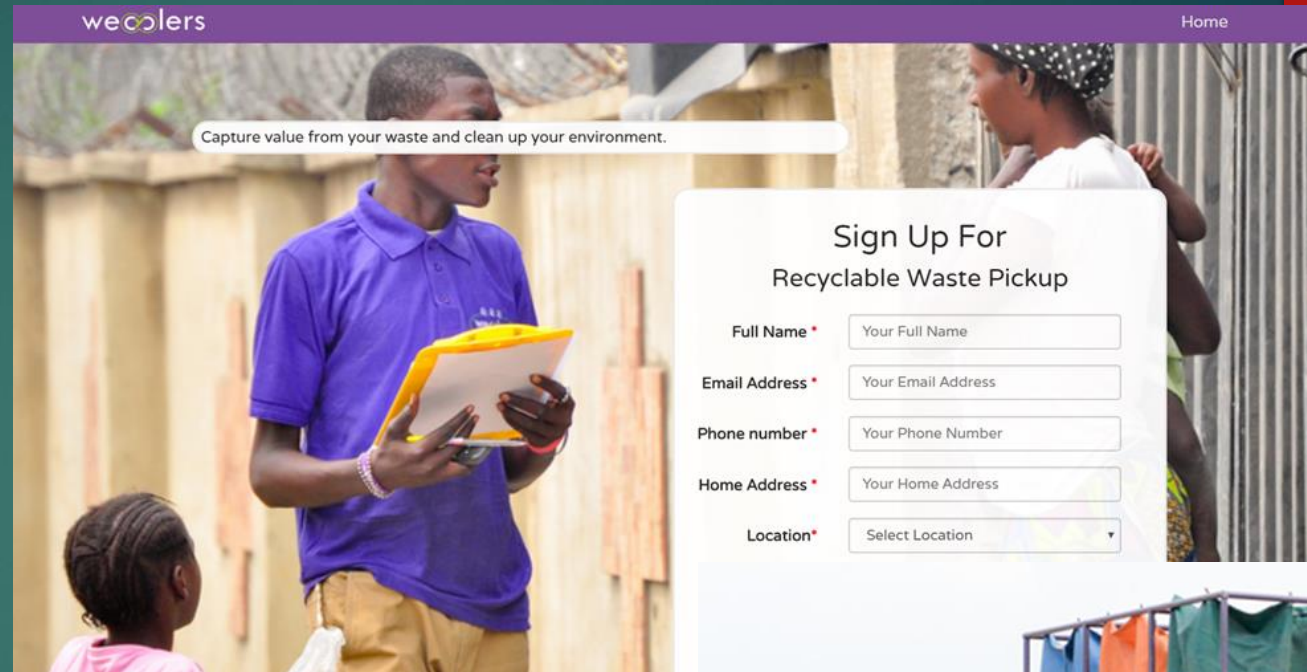 wecyclers
Home
Capture value from your waste and clean up your environment.
Sign Up For
Recyclable Waste Pickup
Full Name *
Your Full Name
Email Address *
Your Email Address
Phone number *
Your Phone Number
Home Address *
Your Home Address
Location*
Select Location